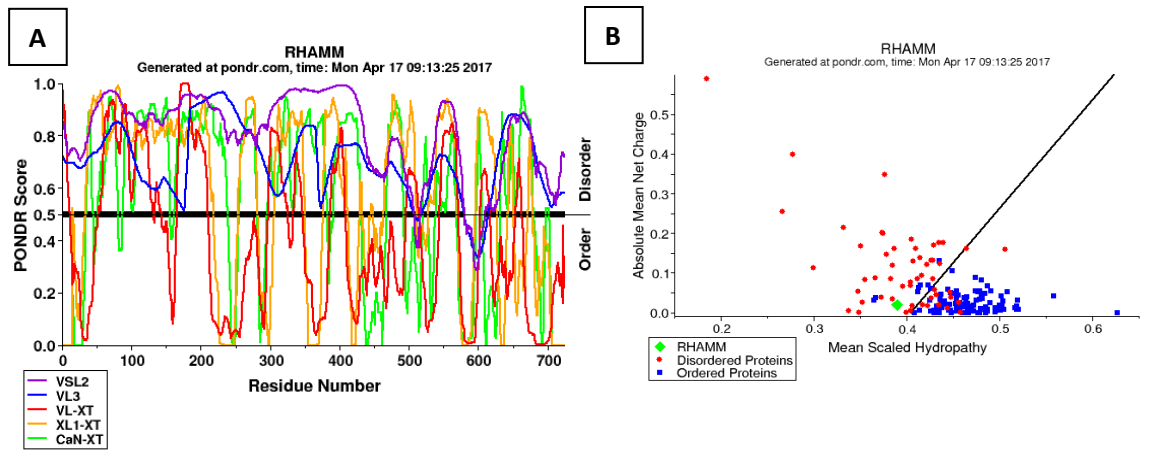 A
RHAMM
Generated at pondr.com, time: Mon Apr 17 09:13:25 2017
PONDR Score
1.0
0.8
0.6
0.5
0.4
0.2
0.0
Disorder
Order
0 100 200 300 400 500 600 700
Residue Number
VSL2
VL3
VL-XT
XL1-XT
CaN-XT
B
RHAMM
Generated at pondr.com, time: Mon Apr 17 09:13:25 2017
Absolute Mean Net Charge
0.5
0.4
0.3
0.2
0.1
0.0
0.2 0.3 0.4 0.5 0.6
Mean Scaled Hydropathy
RHAMM
Disordered Proteins
Ordered Proteins